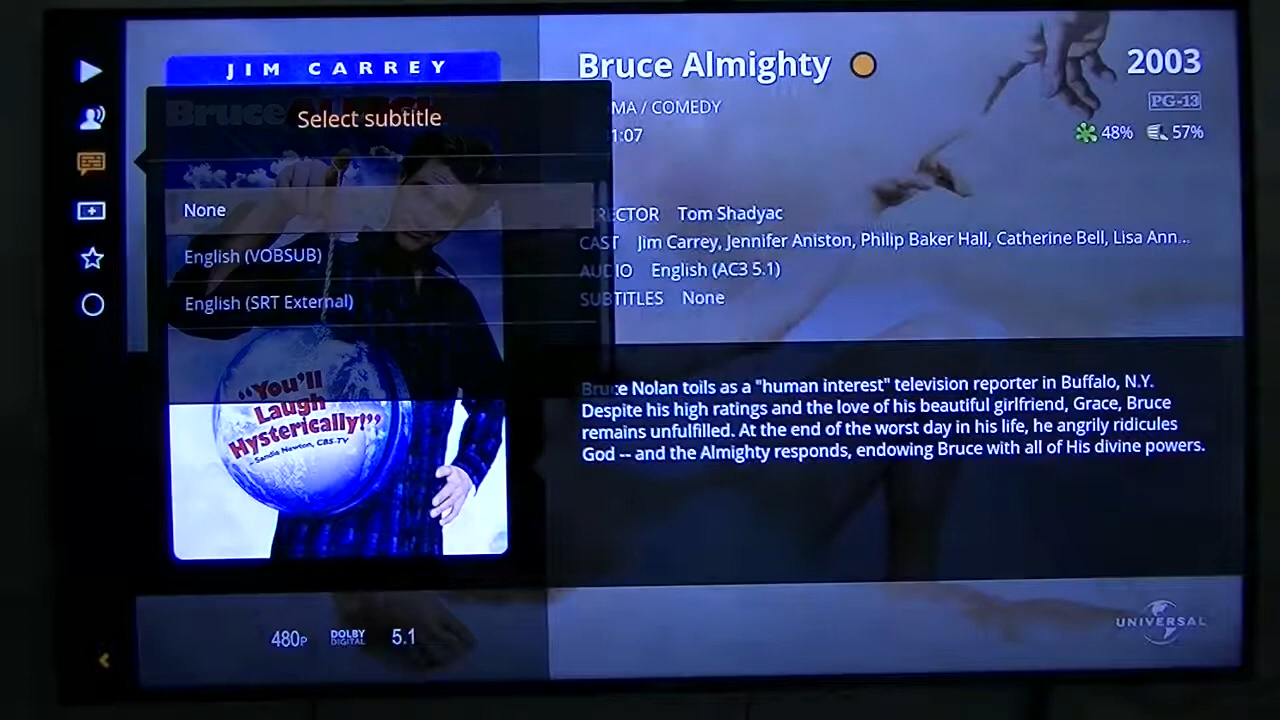 JIM CARREY
Bruce
Select subtitle
None
English (VOBSUB)
English (SRT External)
"You'll
Laugh
Hysterically!"
- Sandie Newton, CBS-TV
480P DOLBY DIGITAL 5.1
Bruce Almighty
2003
MA / COMEDY
PG-13
1:07
48% 57%
RECTOR Tom Shadyac
CAST Jim Carrey, Jennifer Aniston, Philip Baker Hall, Catherine Bell, Lisa Ann...
AUDIO English (AC3 5.1)
SUBTITLES None
Bruce Nolan toils as a "human interest" television reporter in Buffalo, N.Y.
Despite his high ratings and the love of his beautiful girlfriend, Grace, Bruce
remains unfulfilled. At the end of the worst day in his life, he angrily ridicules
God -- and the Almighty responds, endowing Bruce with all of His divine powers.
UNIVERSAL